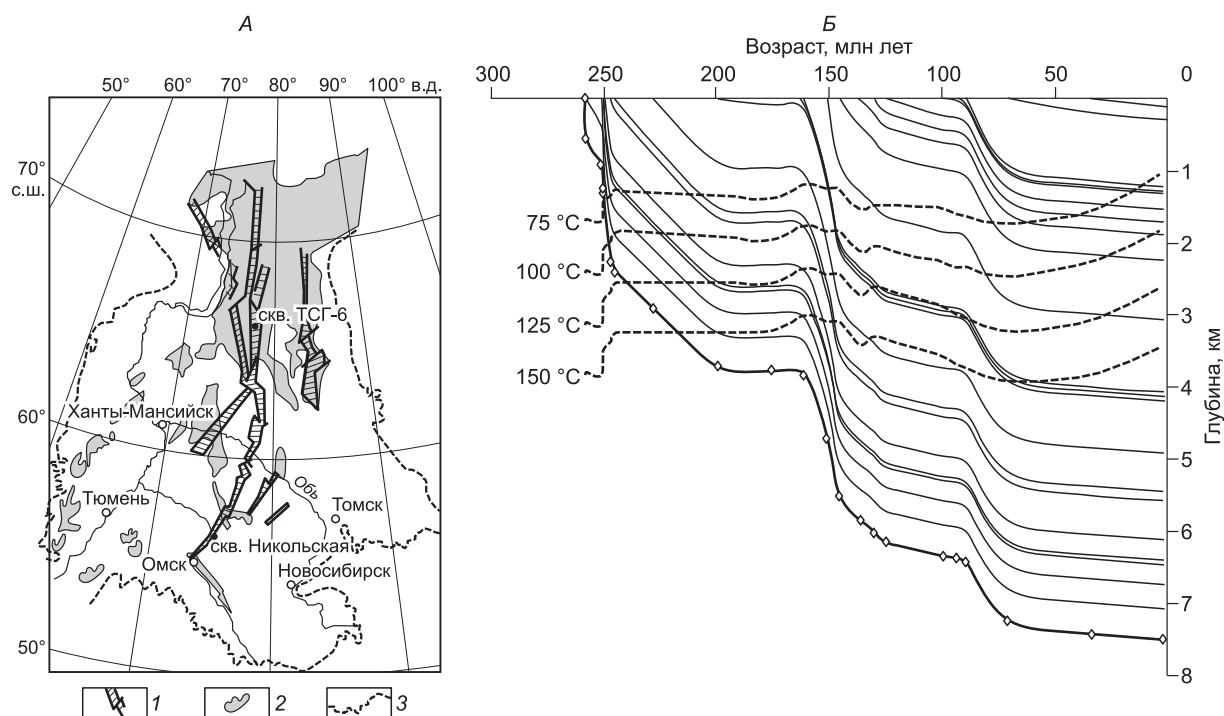 А
50° 60° 70° 80° 90° 100° в.д.
70°
с.ш.
60°
50°
скв. ТСГ-6
Ханты-Мансийск
Обь
Тюмень
Томск
скв. Никольская
Омск
Новосибирск
1 2 3
Б
Возраст, млн лет
300 250 200 150 100 50 0
75 °C
100 °C
125 °C
150 °C
1
2
3
4
5
6
7
8
Глубина, км